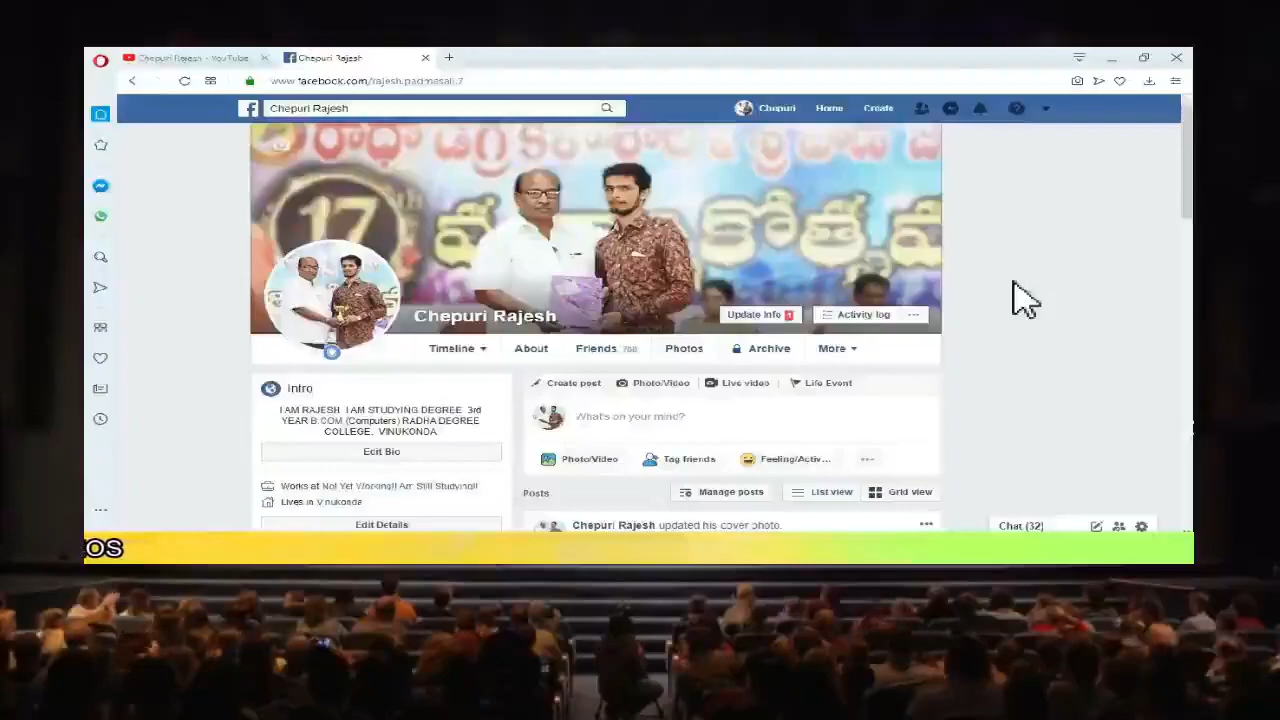 Chepuri Rajesh - YouTube
Chepuri Rajesh
www.facebook.com/rajesh.padmasali.7
Chepuri Rajesh
Chepuri
Home
Create
17th
Chepuri Rajesh
Update Info 1
Activity log
Timeline
About
Friends 768
Photos
Archive
More
Intro
I AM RAJESH I AM STUDYING DEGREE 3rd
YEAR B.COM (Computers) RADHA DEGREE
COLLEGE, VINUKONDA
Edit Bio
Works at Not Yet Working!! Am Still Studying!!
Lives in Vinukonda
Edit Details
Create post
Photo/Video
Live video
Life Event
What's on your mind?
Photo/Video
Tag friends
Feeling/Activ...
Posts
Manage posts
List view
Grid view
Chepuri Rajesh updated his cover photo.
Chat (32)
OS